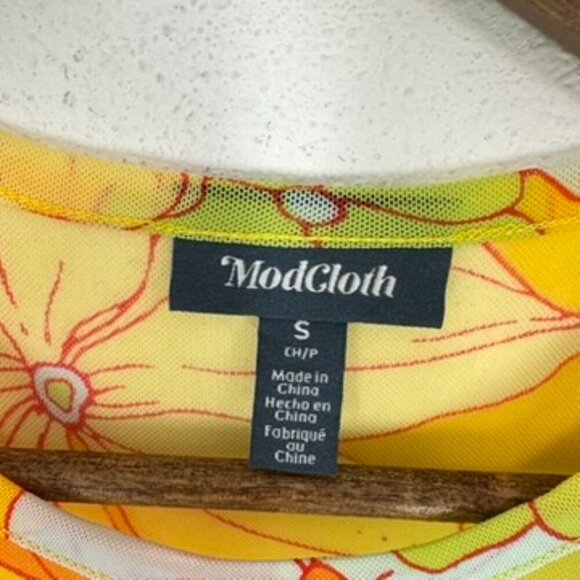 ModCloth
S
CH/P
Made in
China
Hecho en
China
Fabriqué
au
Chine